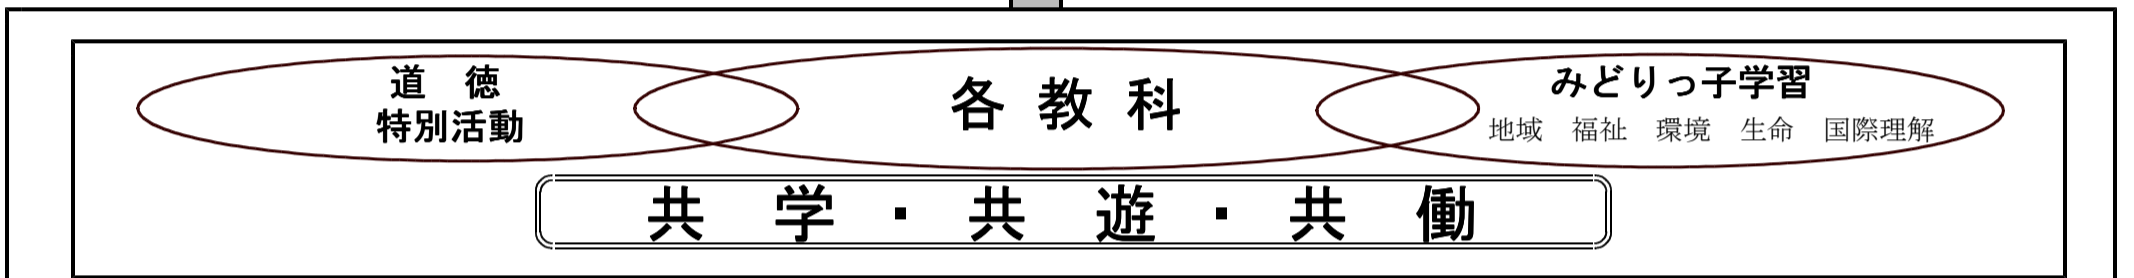 道　徳
特別活動
各 教 科
みどりっ子学習
地域　福祉　環境　生命　国際理解
共　学　・　共　遊　・　共　働